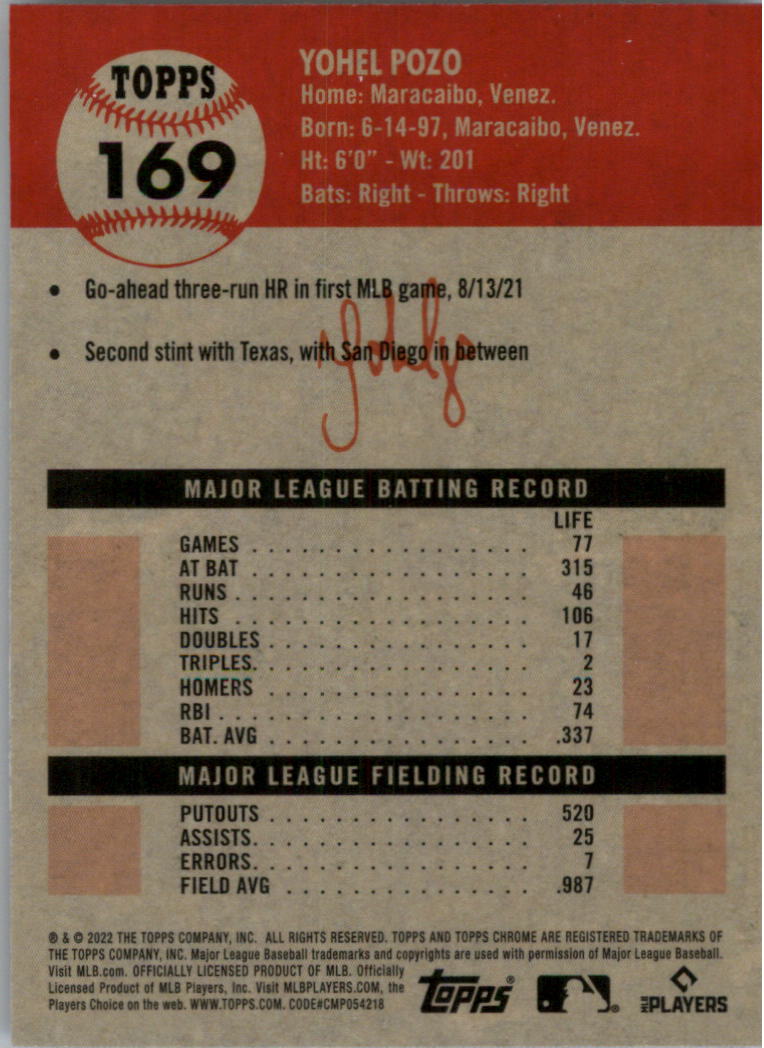 TOPPS
169
YOHEL POZO
Home: Maracaibo, Venez.
Born: 6-14-97, Maracaibo, Venez.
Ht: 6'0" - Wt: 201
Bats: Right - Throws: Right
• Go-ahead three-run HR in first MLB game, 8/13/21
• Second stint with Texas, with San Diego in between
MAJOR LEAGUE BATTING RECORD
LIFE
GAMES . . . . . . . . . . . . . . . . . 77
AT BAT . . . . . . . . . . . . . . . . . 315
RUNS . . . . . . . . . . . . . . . . . . 46
HITS . . . . . . . . . . . . . . . . . . 106
DOUBLES . . . . . . . . . . . . . . . . 17
TRIPLES. . . . . . . . . . . . . . . . . 2
HOMERS . . . . . . . . . . . . . . . . . 23
RBI . . . . . . . . . . . . . . . . . . . 74
BAT. AVG . . . . . . . . . . . . . . . . .337
MAJOR LEAGUE FIELDING RECORD
PUTOUTS . . . . . . . . . . . . . . . . 520
ASSISTS. . . . . . . . . . . . . . . . . 25
ERRORS. . . . . . . . . . . . . . . . . 7
FIELD AVG . . . . . . . . . . . . . . . .987
® & © 2022 THE TOPPS COMPANY, INC. ALL RIGHTS RESERVED. TOPPS AND TOPPS CHROME ARE REGISTERED TRADEMARKS OF
THE TOPPS COMPANY, INC. Major League Baseball trademarks and copyrights are used with permission of Major League Baseball.
Visit MLB.com. OFFICIALLY LICENSED PRODUCT OF MLB. Officially
Licensed Product of MLB Players, Inc. Visit MLBPLAYERS.COM, the
Players Choice on the web. WWW.TOPPS.COM. CODE#CMP054218
Topps®
MLB PLAYERS